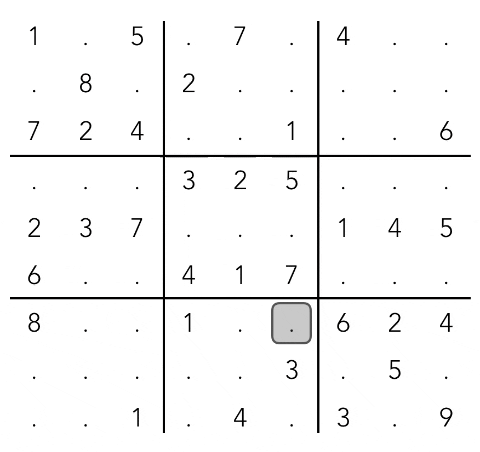 1 . 5 . 7 . 4 . .
. 8 . 2 . . . . .
7 2 4 . . 1 . . 6
. . . 3 2 5 . . .
2 3 7 . . . 1 4 5
6 . . 4 1 7 . . .
8 . . 1 . . 6 2 4
. . . . . 3 . 5 .
. . 1 . 4 . 3 . 9